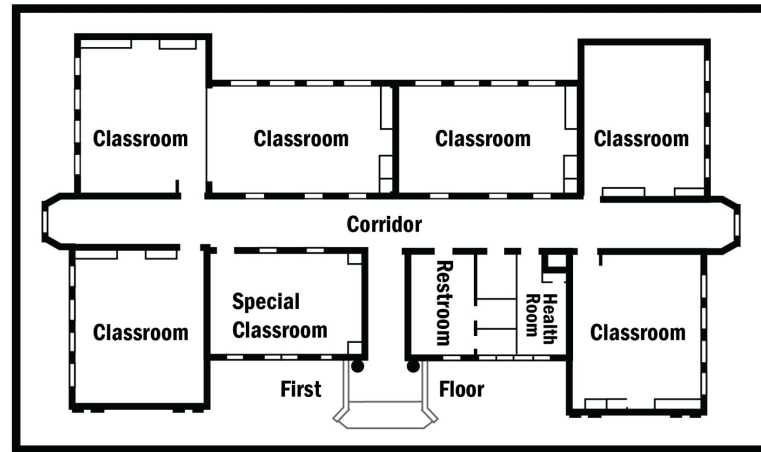 Classroom
Classroom
Classroom
Classroom
Corridor
Classroom
Special
Classroom
Restroom
Health
Room
Classroom
First
Floor